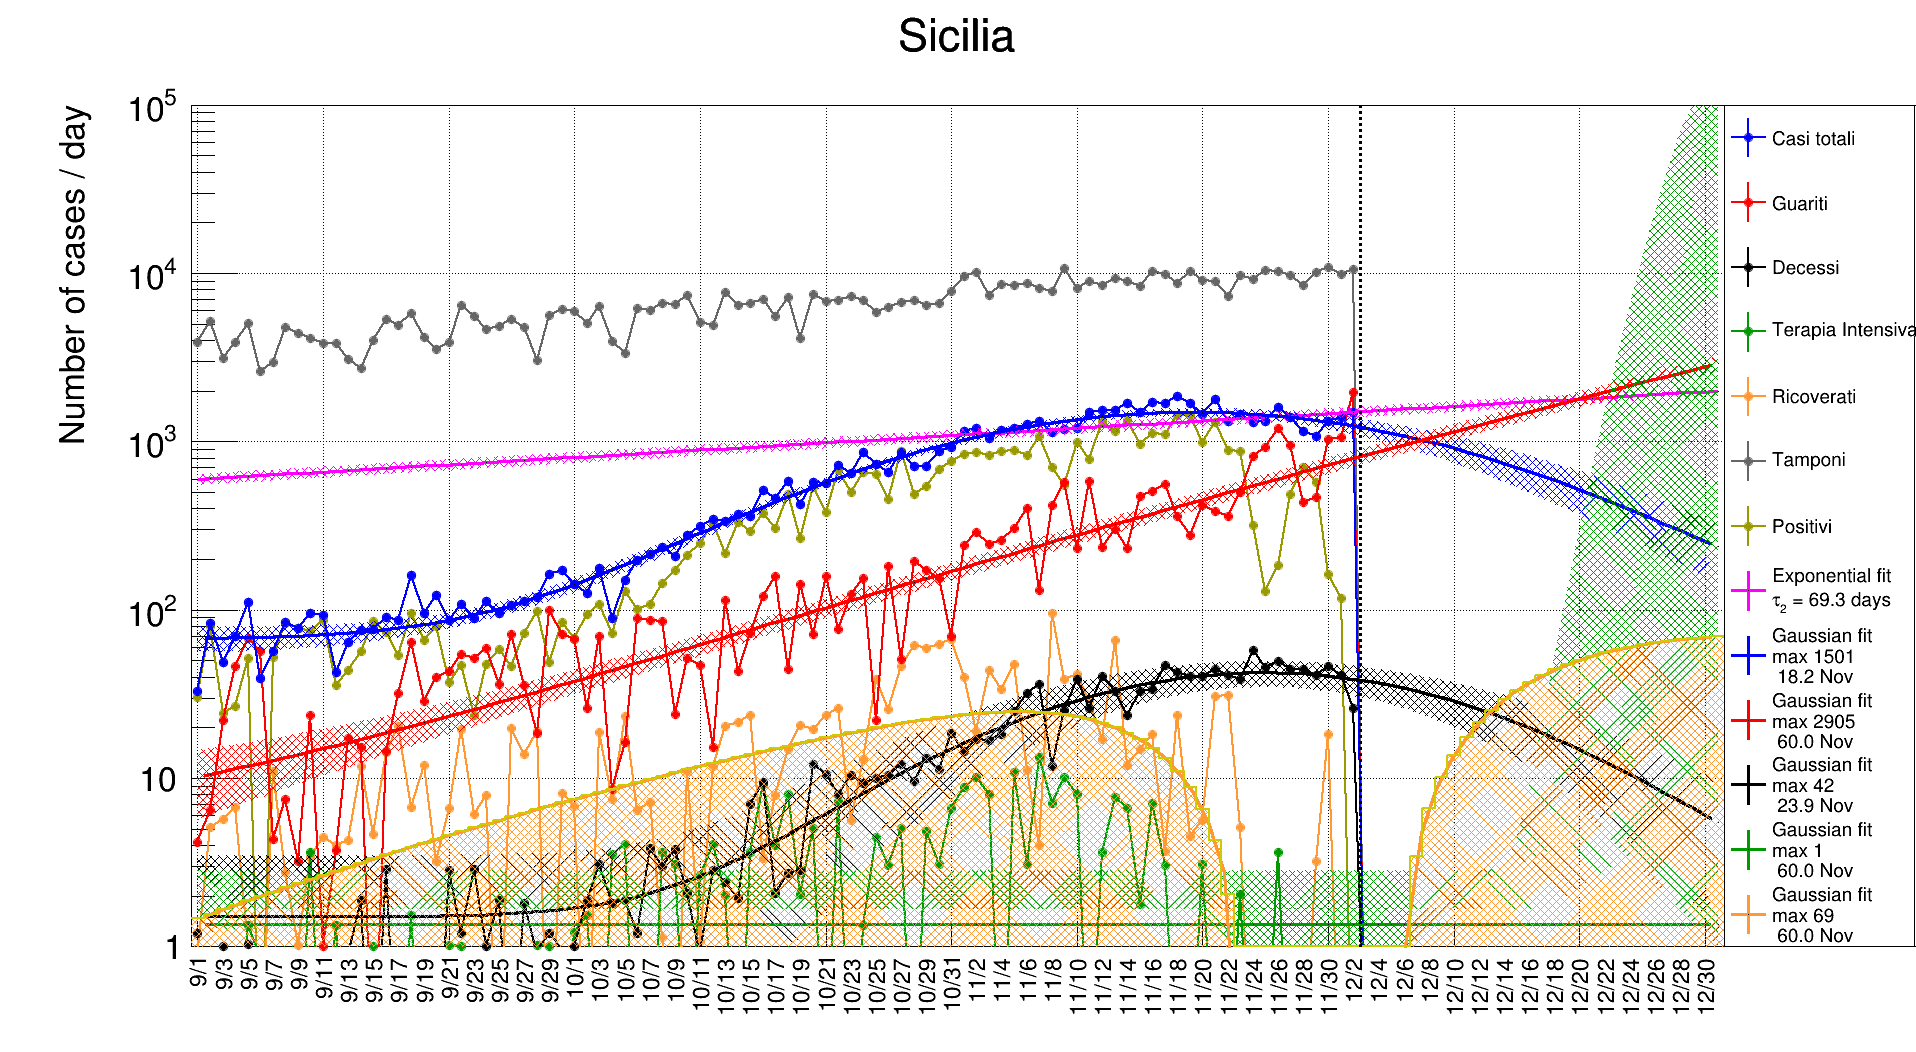 Sicilia
Number of cases / day
10^5
10^4
10^3
10^2
10
1
9/1
9/3
9/5
9/7
9/9
9/11
9/13
9/15
9/17
9/19
9/21
9/23
9/25
9/27
9/29
10/1
10/3
10/5
10/7
10/9
10/11
10/13
10/15
10/17
10/19
10/21
10/23
10/25
10/27
10/29
10/31
11/2
11/4
11/6
11/8
11/10
11/12
11/14
11/16
11/18
11/20
11/22
11/24
11/26
11/28
11/30
12/2
12/4
12/6
12/8
12/10
12/12
12/14
12/16
12/18
12/20
12/22
12/24
12/26
12/28
12/30
Casi totali
Guariti
Decessi
Terapia Intensiva
Ricoverati
Tamponi
Positivi
Exponential fit
τ₂ = 69.3 days
Gaussian fit
max 1501
18.2 Nov
Gaussian fit
max 2905
60.0 Nov
Gaussian fit
max 42
23.9 Nov
Gaussian fit
max 1
60.0 Nov
Gaussian fit
max 69
60.0 Nov